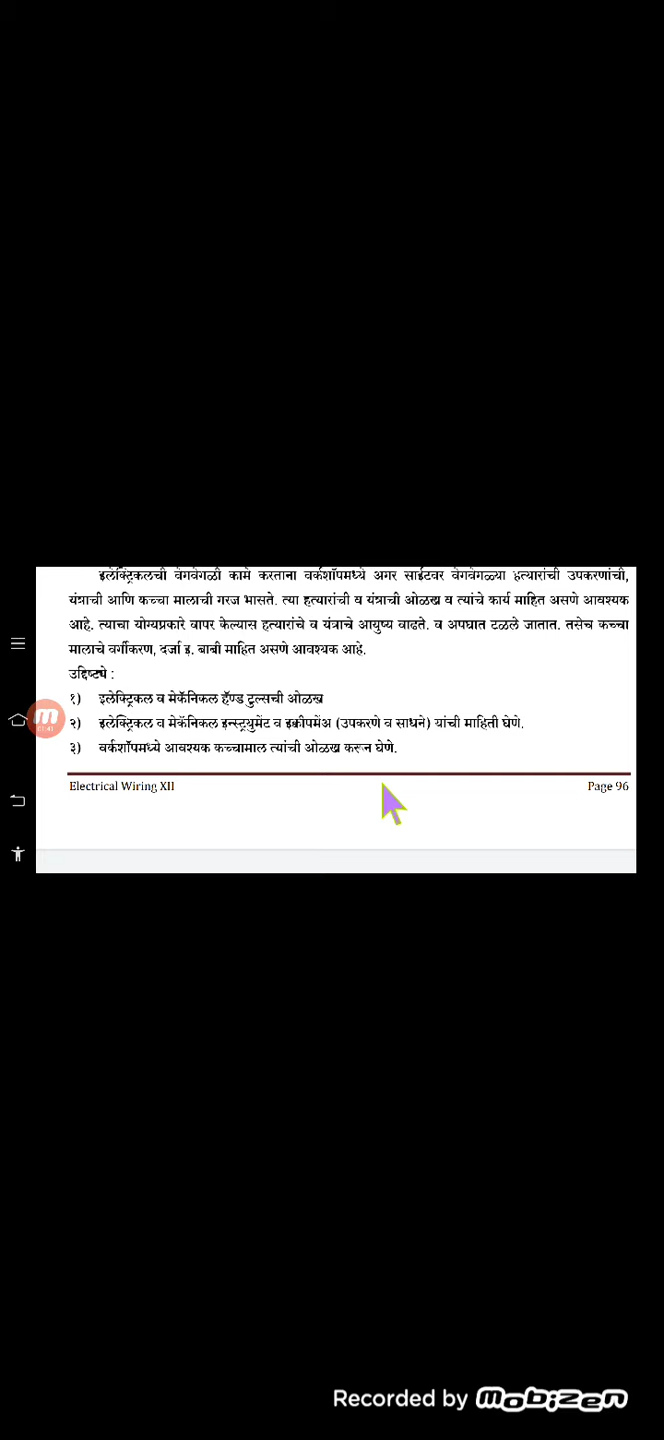 इलेक्ट्रिकलची वेगवेगळी कामे करताना वर्कशॉपमध्ये अगर साईटवर वेगवेगळ्या हत्यारांची उपकरणांची,
यंत्राची आणि कच्चा मालाची गरज भासते. त्या हत्यारांची व यंत्राची ओळख व त्यांचे कार्य माहित असणे आवश्यक
आहे. त्याचा योग्यप्रकारे वापर केल्यास हत्यारांचे व यंत्राचे आयुष्य वाढते. व अपघात टळले जातात. तसेच कच्चा
मालाचे वर्गीकरण, दर्जा इ. बाबी माहित असणे आवश्यक आहे.
उद्दिष्ट्ये :
१) इलेक्ट्रिकल व मेकॅनिकल हॅण्ड टुल्सची ओळख
२) इलेक्ट्रिकल व मेकॅनिकल इन्स्ट्रुमेंट व इक्वीपमेंअ (उपकरणे व साधने) यांची माहिती घेणे.
३) वर्कशॉपमध्ये आवश्यक कच्चामाल त्यांची ओळख करून घेणे.
Electrical Wiring XII Page 96
Recorded by mobizen